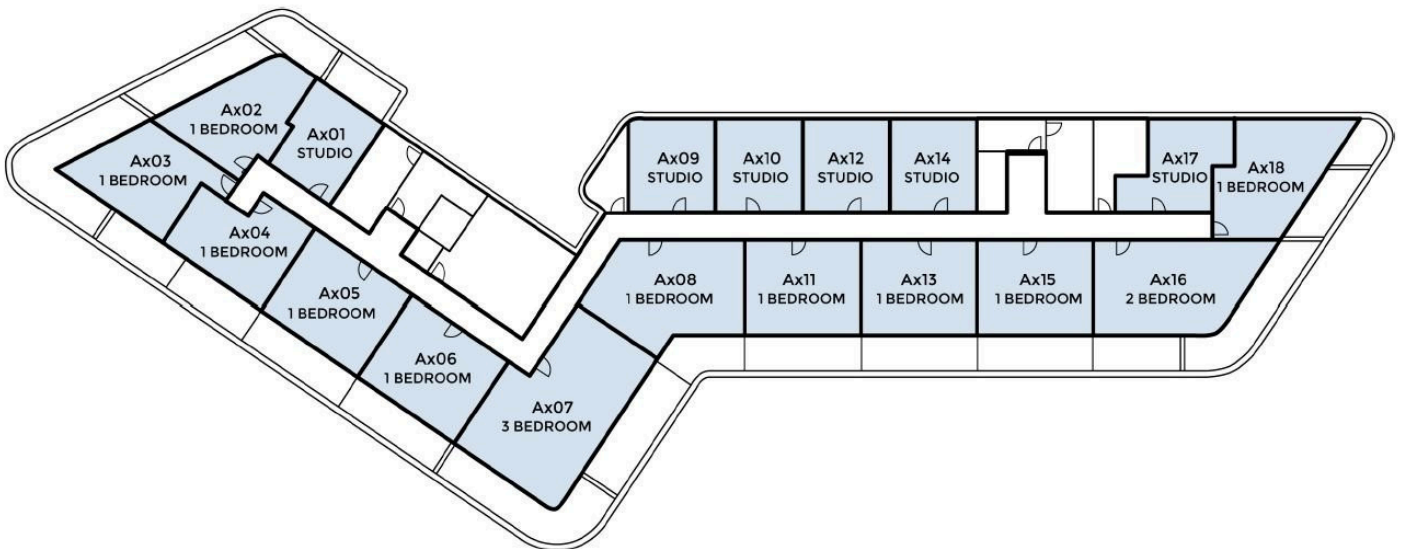 Ax01
STUDIO
Ax02
1 BEDROOM
Ax03
1 BEDROOM
Ax04
1 BEDROOM
Ax05
1 BEDROOM
Ax06
1 BEDROOM
Ax07
3 BEDROOM
Ax08
1 BEDROOM
Ax09
STUDIO
Ax10
STUDIO
Ax11
1 BEDROOM
Ax12
STUDIO
Ax13
1 BEDROOM
Ax14
STUDIO
Ax15
1 BEDROOM
Ax16
2 BEDROOM
Ax17
STUDIO
Ax18
1 BEDROOM